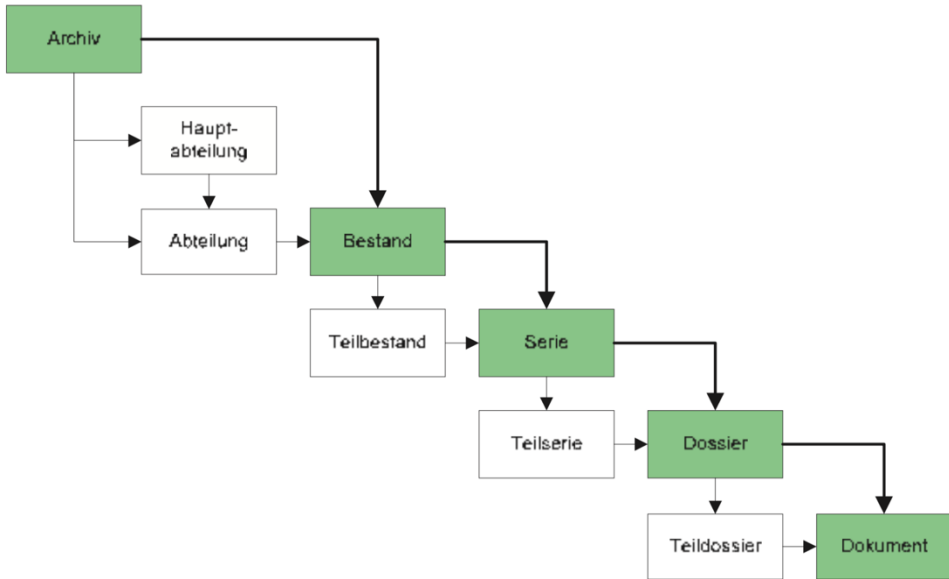 Archiv
Haupt-
abteilung
Abteilung
Bestand
Teilbestand
Serie
Teilserie
Dossier
Teildossier
Dokument